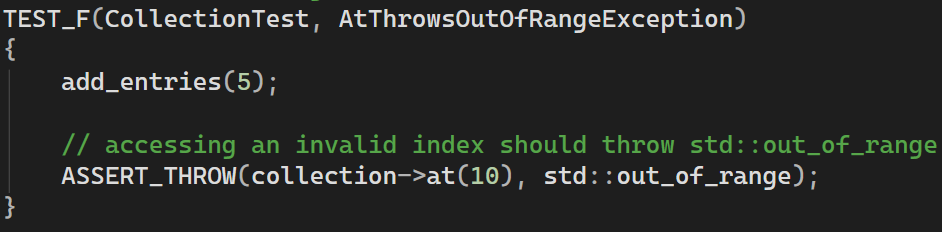 TEST_F(CollectionTest, AtThrowsOutOfRangeException)
{
add_entries(5);
// accessing an invalid index should throw std::out_of_range
ASSERT_THROW(collection->at(10), std::out_of_range);
}